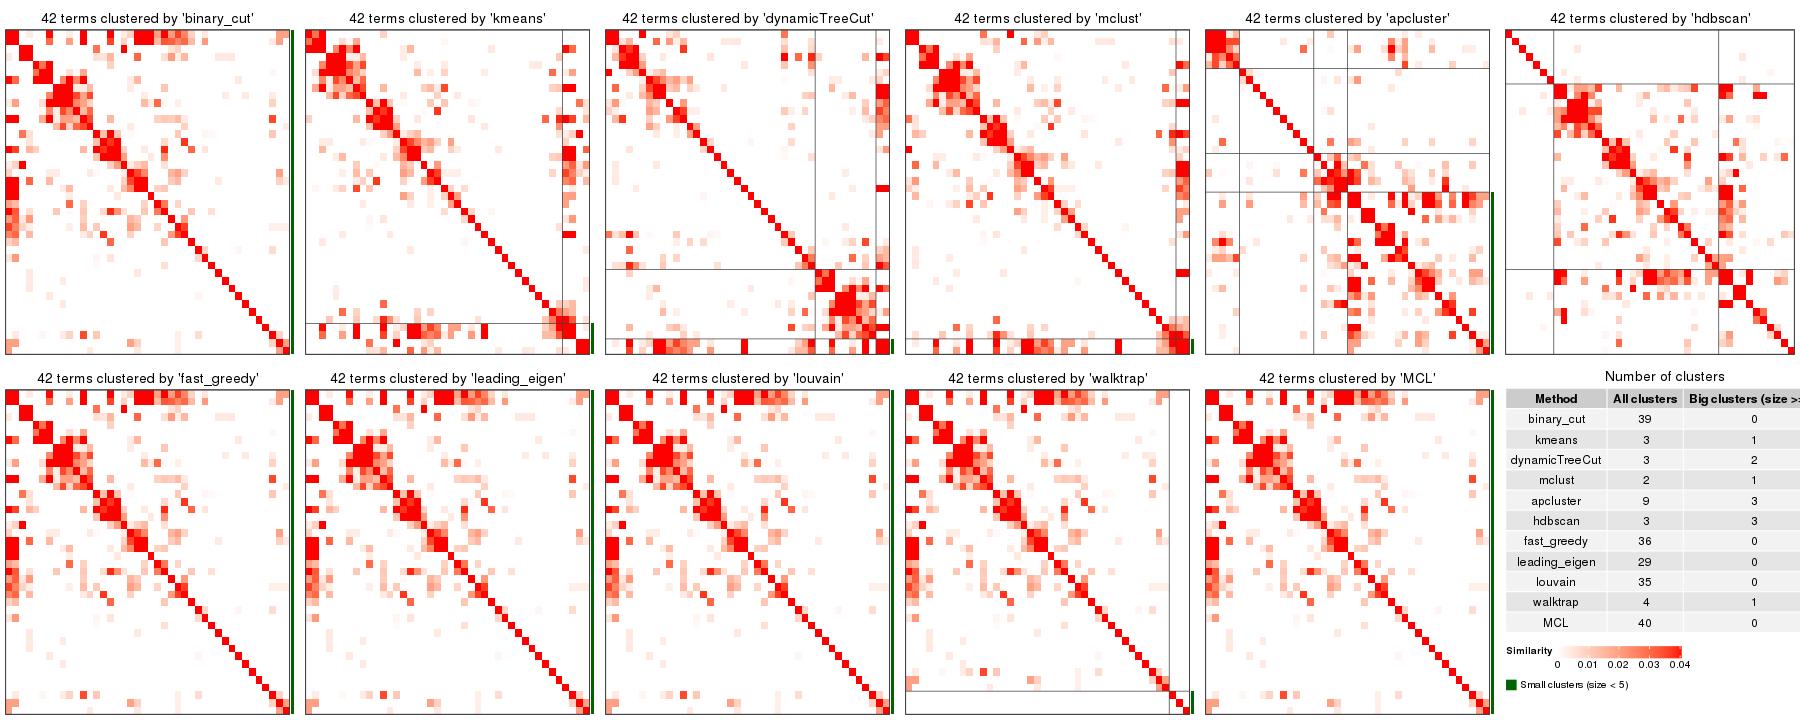 42 terms clustered by 'binary_cut'
42 terms clustered by 'kmeans'
42 terms clustered by 'dynamicTreeCut'
42 terms clustered by 'mclust'
42 terms clustered by 'apcluster'
42 terms clustered by 'hdbscan'
42 terms clustered by 'fast_greedy'
42 terms clustered by 'leading_eigen'
42 terms clustered by 'louvain'
42 terms clustered by 'walktrap'
42 terms clustered by 'MCL'
Number of clusters
Method All clusters Big clusters (size >=
binary_cut 39 0
kmeans 3 1
dynamicTreeCut 3 2
mclust 2 1
apcluster 9 3
hdbscan 3 3
fast_greedy 36 0
leading_eigen 29 0
louvain 35 0
walktrap 4 1
MCL 40 0
Similarity
0 0.01 0.02 0.03 0.04
Small clusters (size < 5)